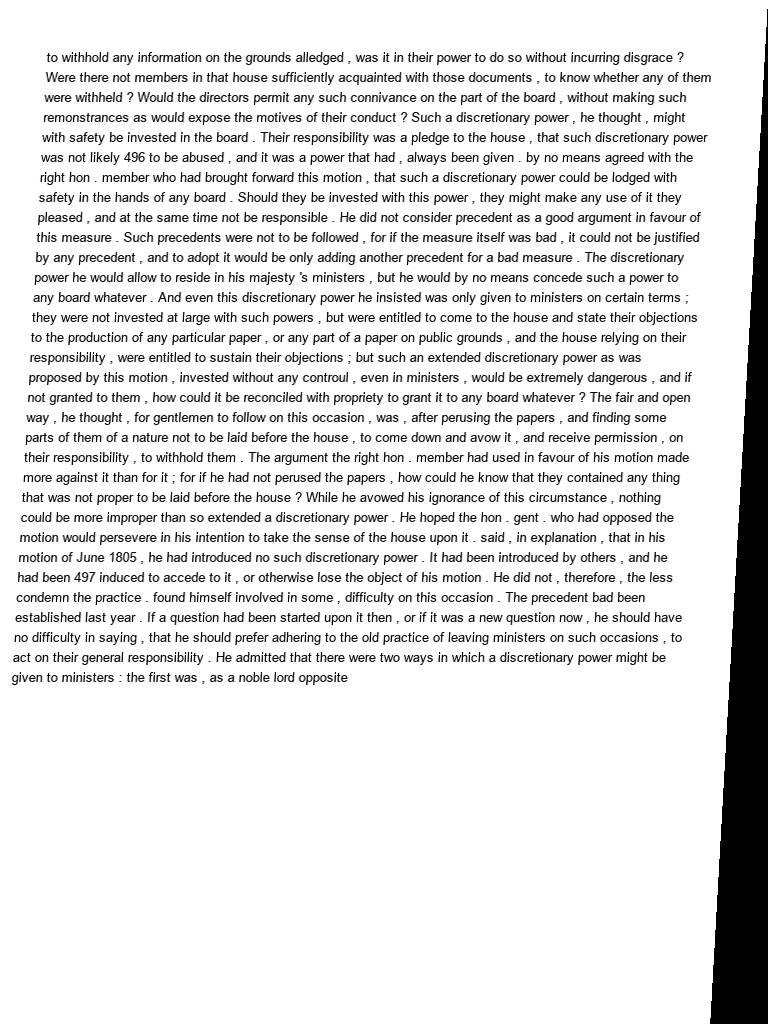 to withhold any information on the grounds alledged , was it in their power to do so without incurring disgrace ?
Were there not members in that house sufficiently acquainted with those documents , to know whether any of them
were withheld ? Would the directors permit any such connivance on the part of the board , without making such
remonstrances as would expose the motives of their conduct ? Such a discretionary power , he thought , might
with safety be invested in the board . Their responsibility was a pledge to the house , that such discretionary power
was not likely 496 to be abused , and it was a power that had , always been given . by no means agreed with the
right hon . member who had brought forward this motion , that such a discretionary power could be lodged with
safety in the hands of any board . Should they be invested with this power , they might make any use of it they
pleased , and at the same time not be responsible . He did not consider precedent as a good argument in favour of
this measure . Such precedents were not to be followed , for if the measure itself was bad , it could not be justified
by any precedent , and to adopt it would be only adding another precedent for a bad measure . The discretionary
power he would allow to reside in his majesty 's ministers , but he would by no means concede such a power to
any board whatever . And even this discretionary power he insisted was only given to ministers on certain terms ;
they were not invested at large with such powers , but were entitled to come to the house and state their objections
to the production of any particular paper , or any part of a paper on public grounds , and the house relying on their
responsibility , were entitled to sustain their objections ; but such an extended discretionary power as was
proposed by this motion , invested without any controul , even in ministers , would be extremely dangerous , and if
not granted to them , how could it be reconciled with propriety to grant it to any board whatever ? The fair and open
way , he thought , for gentlemen to follow on this occasion , was , after perusing the papers , and finding some
parts of them of a nature not to be laid before the house , to come down and avow it , and receive permission , on
their responsibility , to withhold them . The argument the right hon . member had used in favour of his motion made
more against it than for it ; for if he had not perused the papers , how could he know that they contained any thing
that was not proper to be laid before the house ? While he avowed his ignorance of this circumstance , nothing
could be more improper than so extended a discretionary power . He hoped the hon . gent . who had opposed the
motion would persevere in his intention to take the sense of the house upon it . said , in explanation , that in his
motion of June 1805 , he had introduced no such discretionary power . It had been introduced by others , and he
had been 497 induced to accede to it , or otherwise lose the object of his motion . He did not , therefore , the less
condemn the practice . found himself involved in some , difficulty on this occasion . The precedent bad been
established last year . If a question had been started upon it then , or if it was a new question now , he should have
no difficulty in saying , that he should prefer adhering to the old practice of leaving ministers on such occasions , to
act on their general responsibility . He admitted that there were two ways in which a discretionary power might be
given to ministers : the first was , as a noble lord opposite